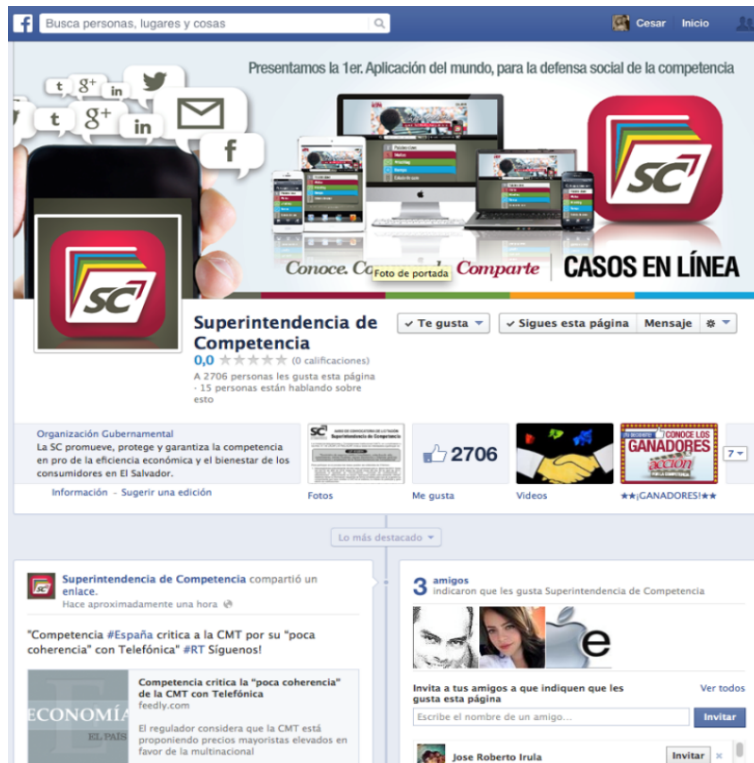 f Busca personas, lugares y cosas
Cesar Inicio
Presentamos la 1er. Aplicación del mundo, para la defensa social de la competencia
t g+ in
t g+ in
f
SC
Conoce. Foto de portada Comparte CASOS EN LÍNEA
SC
Superintendencia de
Competencia
✓ Te gusta ✓ Sigues esta página Mensaje
0,0 ★★★★★ (0 calificaciones)
A 2706 personas les gusta esta página
· 15 personas están hablando sobre
esto
Organización Gubernamental
La SC promueve, protege y garantiza la competencia
en pro de la eficiencia económica y el bienestar de los
consumidores en El Salvador.
Información - Sugerir una edición
SC
Superintendencia de Competencia
Fotos
2706
Me gusta
Videos
CONOCE LOS
GANADORES
acción
★★¡GANADORES!★★
7
Lo más destacado
Superintendencia de Competencia compartió un
enlace.
Hace aproximadamente una hora
"Competencia #España critica a la CMT por su "poca
coherencia" con Telefónica" #RT Síguenos!
ECONOMÍA
EL PAÍS
Competencia critica la "poca coherencia"
de la CMT con Telefónica
feedly.com
El regulador considera que la CMT está
proponiendo precios mayoristas elevados en
favor de la multinacional
3 amigos
indicaron que les gusta Superintendencia de Competencia
e
Invita a tus amigos a que indiquen que les
gusta esta página
Ver todos
Escribe el nombre de un amigo...
Invitar
Jose Roberto Irula
Invitar ×